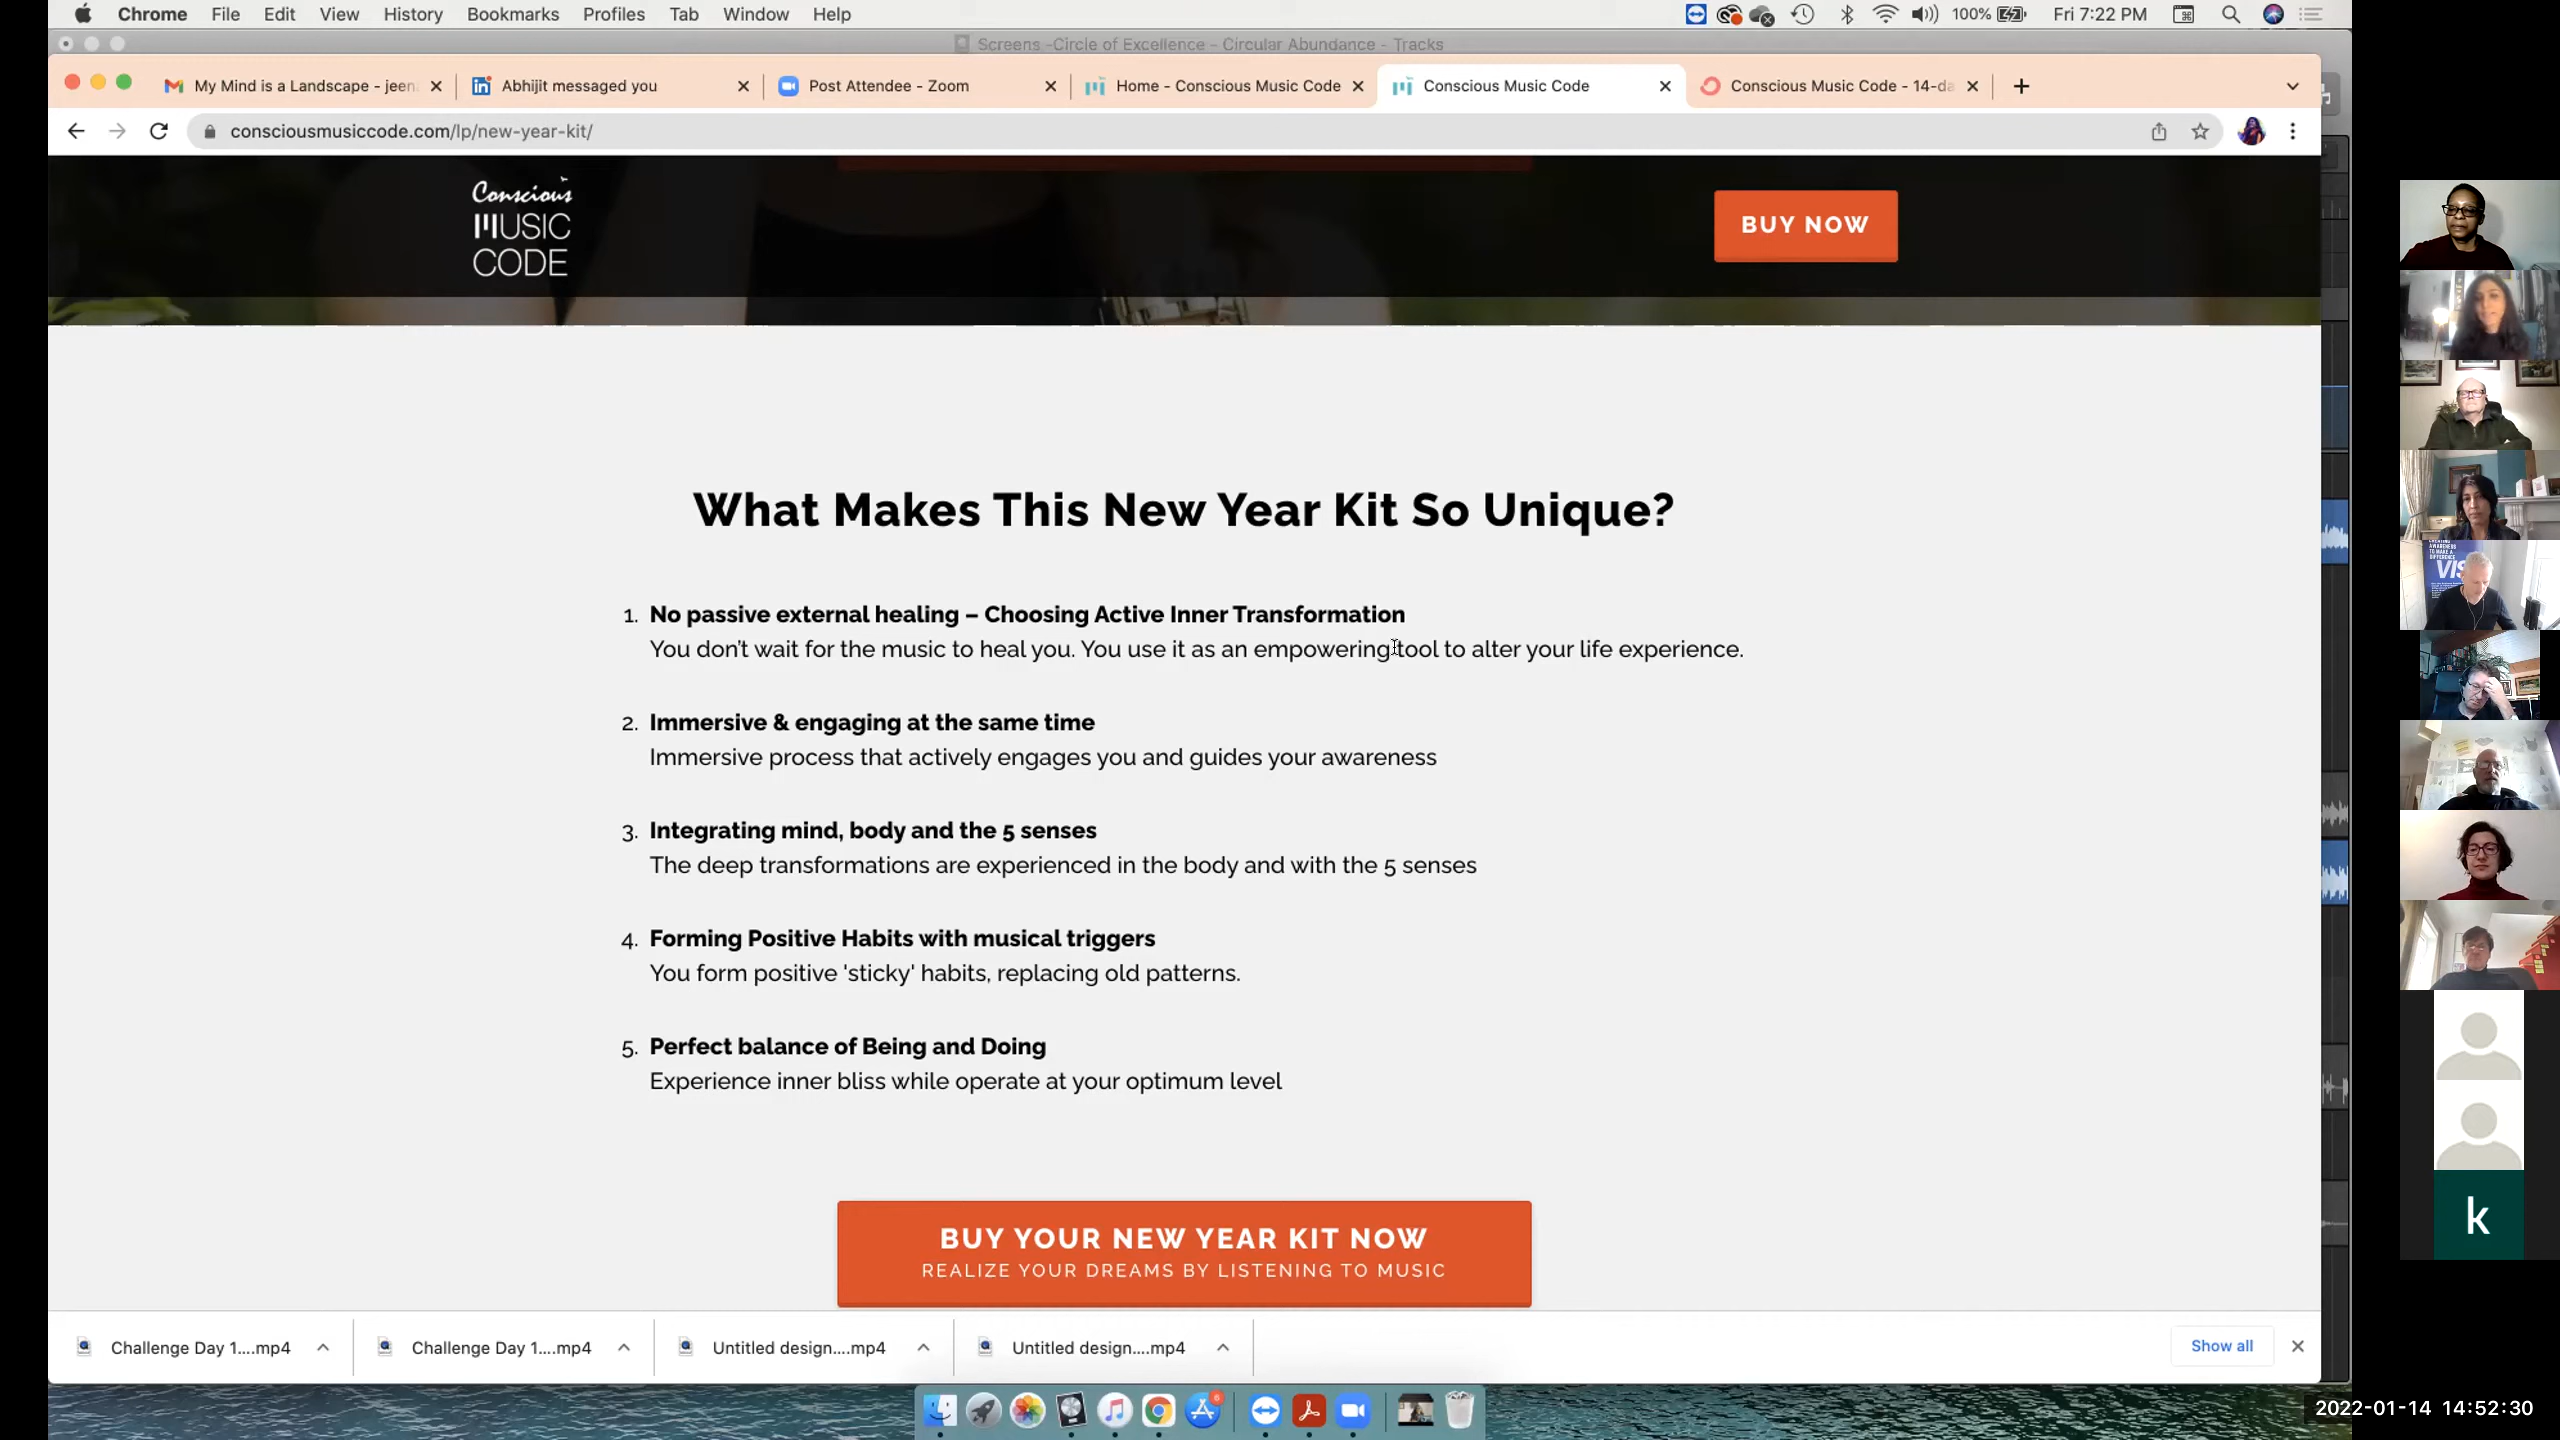 Chrome File Edit View History Bookmarks Profiles Tab Window Help
100% Fri 7:22 PM
Screens -Circle of Excellence - Circular Abundance - Tracks
My Mind is a Landscape - jeen
Abhijit messaged you
Post Attendee - Zoom
Home - Conscious Music Code
Conscious Music Code
Conscious Music Code - 14-da
consciousmusiccode.com/lp/new-year-kit/
Conscious
MUSIC
CODE
BUY NOW
What Makes This New Year Kit So Unique?
1. No passive external healing – Choosing Active Inner Transformation
You don't wait for the music to heal you. You use it as an empowering tool to alter your life experience.
2. Immersive & engaging at the same time
Immersive process that actively engages you and guides your awareness
3. Integrating mind, body and the 5 senses
The deep transformations are experienced in the body and with the 5 senses
4. Forming Positive Habits with musical triggers
You form positive 'sticky' habits, replacing old patterns.
5. Perfect balance of Being and Doing
Experience inner bliss while operate at your optimum level
BUY YOUR NEW YEAR KIT NOW
REALIZE YOUR DREAMS BY LISTENING TO MUSIC
Challenge Day 1....mp4
Challenge Day 1....mp4
Untitled design....mp4
Untitled design....mp4
Show all
AWARENESS
TO MAKE A
DIFFERENCE
VIS
k
2022-01-14 14:52:30